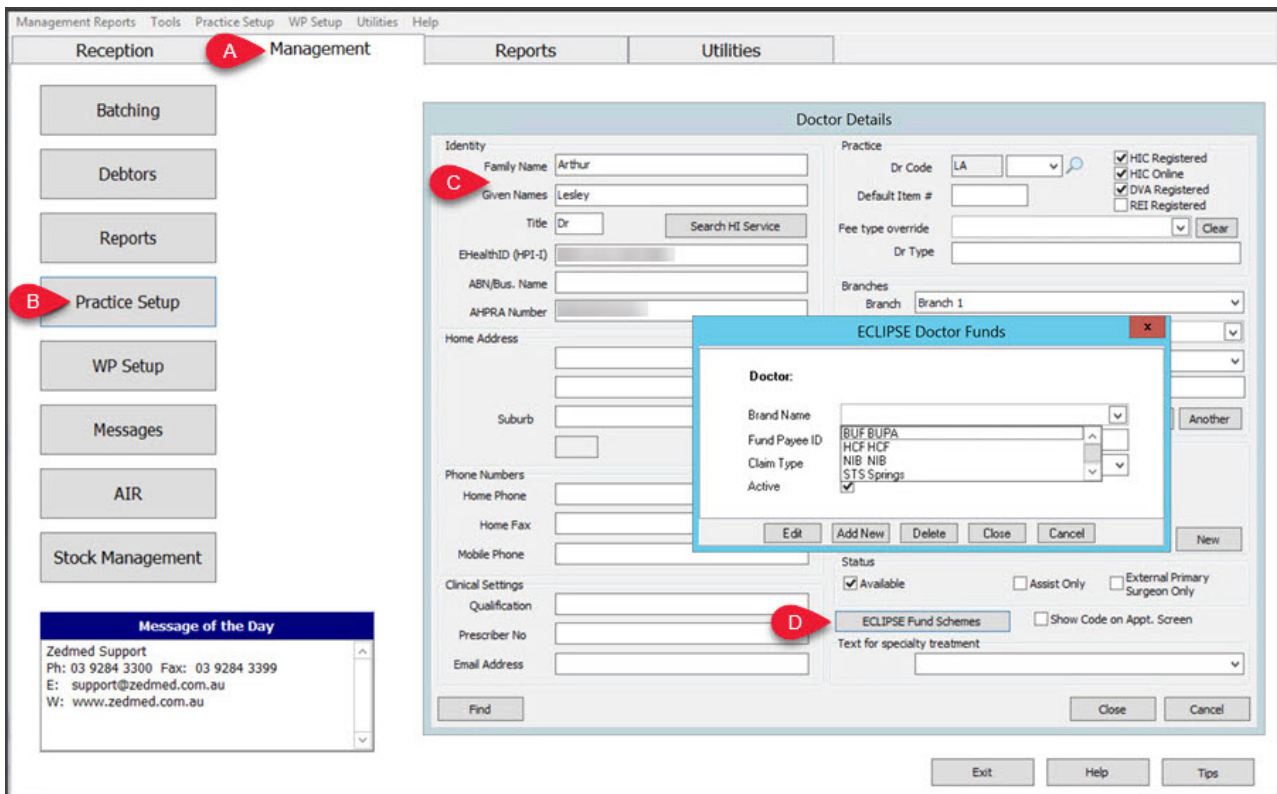 Management Reports Tools Practice Setup WP Setup Utilities Help
Reception A Management Reports Utilities
Batching
Debtors
Reports
B Practice Setup
WP Setup
Messages
AIR
Stock Management
Message of the Day
Zedmed Support
Ph: 03 9284 3300 Fax: 03 9284 3399
E: support@zedmed.com.au
W: www.zedmed.com.au
Doctor Details
Identity
Family Name Arthur
C
Given Names Lesley
Title Dr Search HI Service
EHealthID (HPI-I)
ABN/Bus. Name
AHPRA Number
Home Address
Suburb
Phone Numbers
Home Phone
Home Fax
Mobile Phone
Clinical Settings
Qualification
Prescriber No
Email Address
Find
Practice
Dr Code LA
HIC Registered
HIC Online
DVA Registered
REI Registered
Default Item #
Fee type override Clear
Dr Type
Branches
Branch Branch 1
Another
New
ECLIPSE Doctor Funds x
Doctor:
Brand Name
Fund Payee ID
Claim Type
Active
BUF BUPA
HCF HCF
NIB NIB
STS Springs
Edit Add New Delete Close Cancel
Status
Available Assist Only External Primary
Surgeon Only
D ECLIPSE Fund Schemes Show Code on Appt. Screen
Text for specialty treatment
Close Cancel
Exit Help Tips